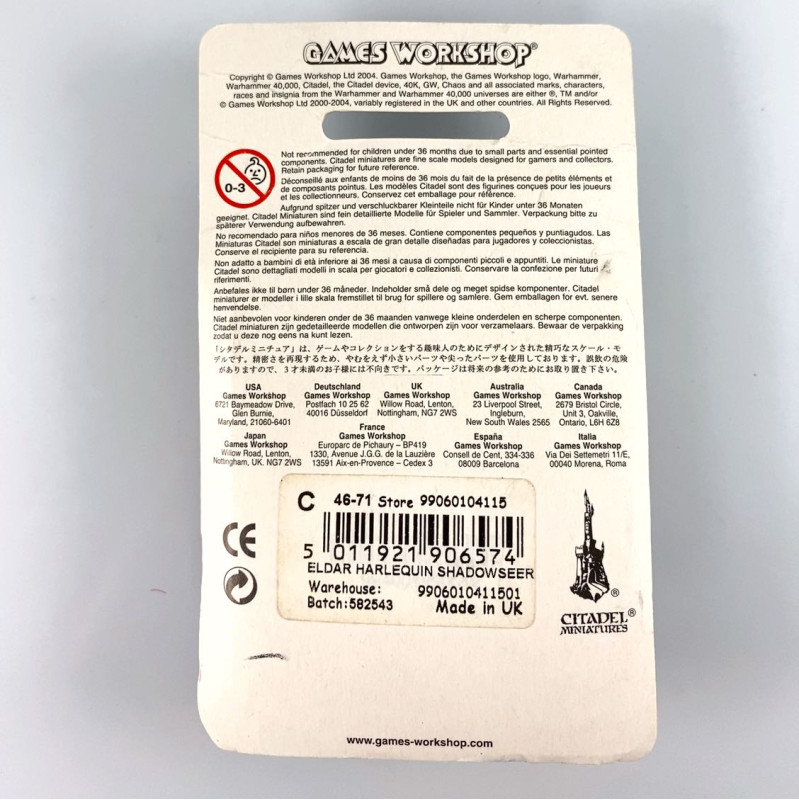 GAMES WORKSHOP®
Copyright © Games Workshop Ltd 2004. Games Workshop, the Games Workshop logo, Warhammer,
Warhammer 40,000, Citadel, the Citadel device, 40K, GW, Chaos and all associated marks, characters,
races and insignia from the Warhammer and Warhammer 40,000 universes are either ®, TM and/or
© Games Workshop Ltd 2000-2004, variably registered in the UK and other countries. All Rights Reserved.
0-3
Not recommended for children under 36 months due to small parts and essential pointed
components. Citadel miniatures are fine scale models designed for gamers and collectors.
Retain packaging for future reference.
Déconseillé aux enfants de moins de 36 mois du fait de la présence de petits éléments et
de composants pointus. Les modèles Citadel sont des figurines conçues pour les joueurs
et les collectionneurs. Conservez cet emballage pour référence.
Aufgrund spitzer und verschluckbarer Kleinteile nicht für Kinder unter 36 Monaten
geeignet. Citadel Miniaturen sind fein detaillierte Modelle für Spieler und Sammler. Verpackung bitte zu
späterer Verwendung aufbewahren.
No recomendado para niños menores de 36 meses. Contiene componentes pequeños y puntiagudos. Las
Miniaturas Citadel son miniaturas a escala de gran detalle diseñadas para jugadores y coleccionistas.
Conserve el recipiente para su referencia.
Non adatto a bambini di età inferiore ai 36 mesi a causa di componenti piccoli e appuntiti. Le miniature
Citadel sono dettagliati modelli in scala per giocatori e collezionisti. Conservare la confezione per futuri
riferimenti.
Anbefales ikke til børn under 36 måneder. Indeholder små dele og meget spidse komponenter. Citadel
miniaturer er modeller i lille skala fremstillet til brug for spillere og samlere. Gem emballagen for evt. senere
henvendelse.
Niet aanbevolen voor kinderen onder de 36 maanden vanwege kleine onderdelen en scherpe componenten.
Citadel miniaturen zijn gedetailleerde modellen die ontworpen zijn voor verzamelaars. Bewaar de verpakking
zodat u deze nog eens na kunt lezen.
「シタデルミニチュア」は、ゲームやコレクションをする趣味人のためにデザインされた精巧なスケール・モ
デルです。精密さを再現するため、やむをえず小さいパーツや尖ったパーツを使用しております。誤飲の危険
がありますので、3才未満のお子様には不向きです。パッケージは将来の参考のためにお取り置き下さい。
USA
Games Workshop
6721 Baymeadow Drive,
Glen Burnie,
Maryland, 21060-6401
Deutschland
Games Workshop
Postfach 10 25 62
40016 Düsseldorf
UK
Games Workshop
Willow Road, Lenton,
Nottingham, NG7 2WS
Australia
Games Workshop
23 Liverpool Street,
Ingleburn,
New South Wales 2565
Canada
Games Workshop
2679 Bristol Circle,
Unit 3, Oakville,
Ontario, L6H 6Z8
Japan
Games Workshop
Willow Road, Lenton,
Nottingham, UK. NG7 2WS
France
Games Workshop
Europarc de Pichaury – BP419
1330, Avenue J.G.G. de la Lauzière
13591 Aix-en-Provence – Cedex 3
España
Games Workshop
Consell de Cent, 334-336
08009 Barcelona
Italia
Games Workshop
Via Dei Settemetri 11/E,
00040 Morena, Roma
C 46-71 Store 99060104115
5 011921 906574
ELDAR HARLEQUIN SHADOWSEER
Warehouse: 9906010411501
Batch:582543 Made in UK
CE
®
CITADEL®
MINIATURES
www.games-workshop.com